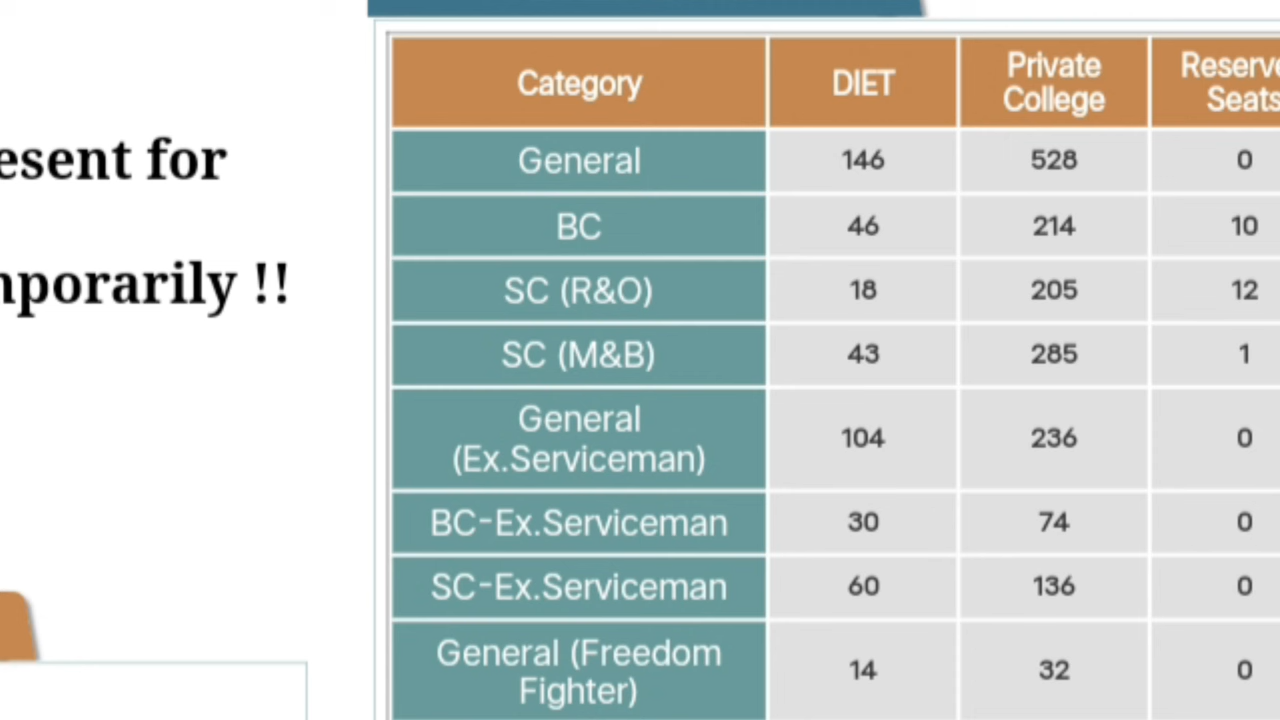 esent for
nporarily !!
Category DIET Private College Reserve Seats
General 146 528 0
BC 46 214 10
SC (R&O) 18 205 12
SC (M&B) 43 285 1
General (Ex.Serviceman) 104 236 0
BC-Ex.Serviceman 30 74 0
SC-Ex.Serviceman 60 136 0
General (Freedom Fighter) 14 32 0